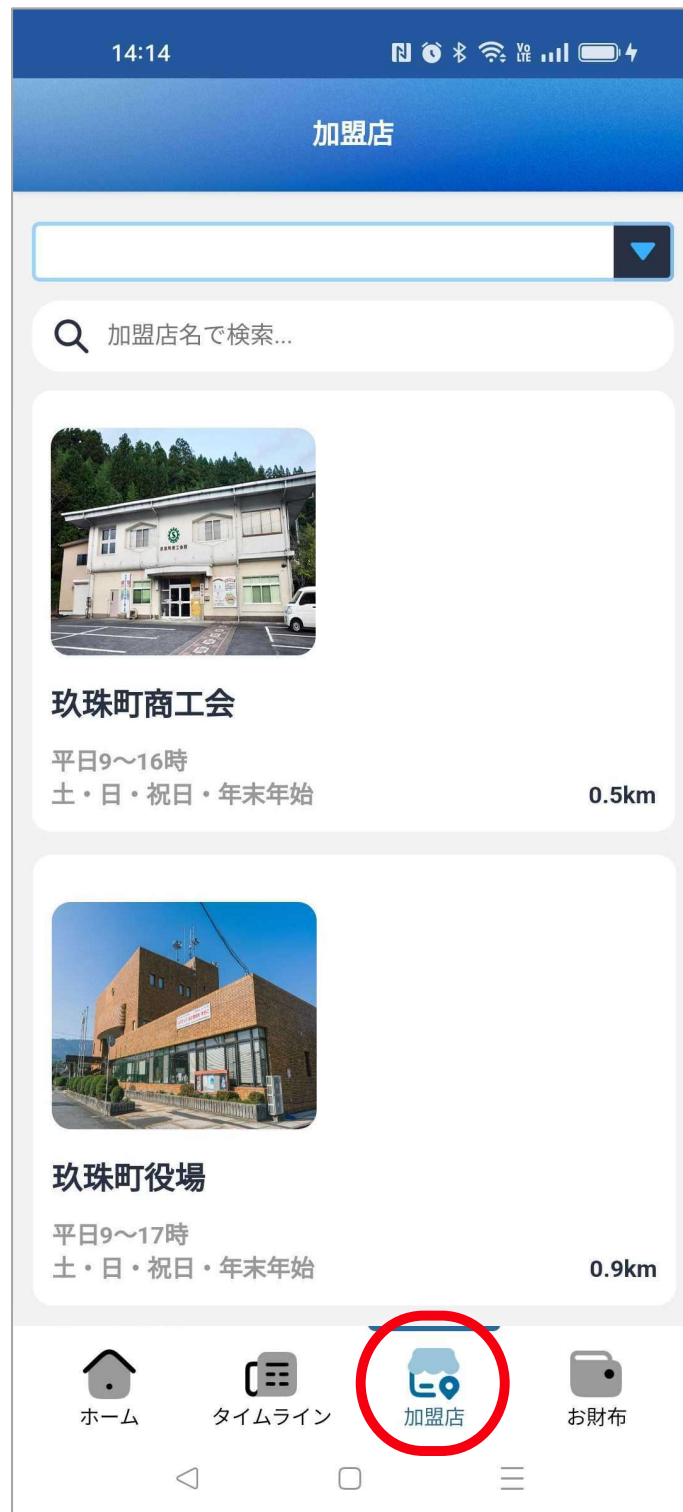 14:14
加盟店
加盟店名で検索...
玖珠町商工会
平日9〜16時
土・日・祝日・年末年始
0.5km
玖珠町役場
平日9〜17時
土・日・祝日・年末年始
0.9km
ホーム
タイムライン
加盟店
お財布